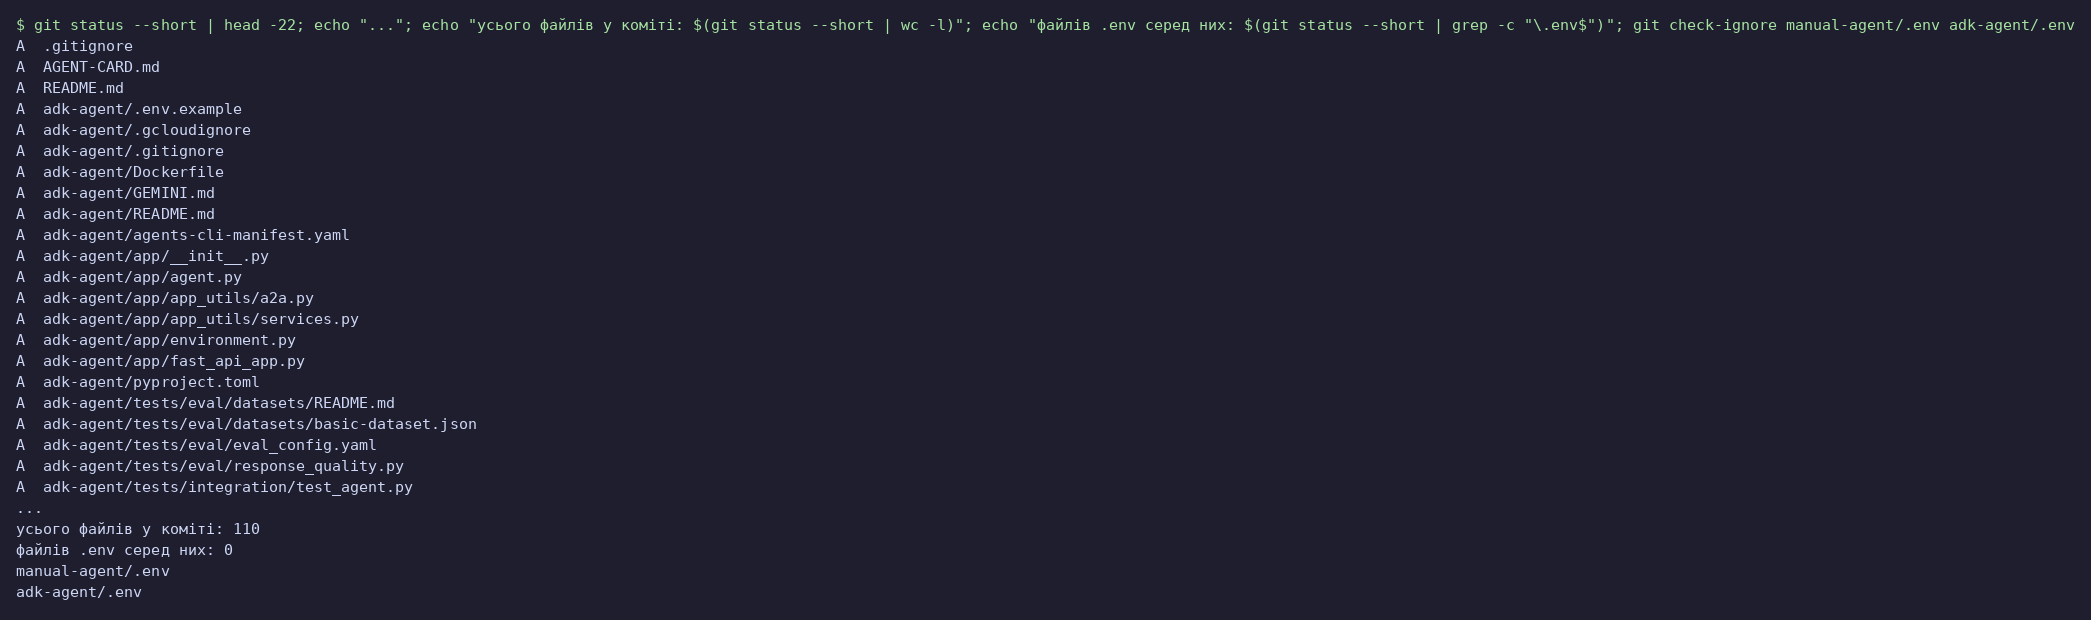 $ git status --short | head -22; echo "..."; echo "усього файлів у коміті: $(git status --short | wc -l)"; echo "файлів .env серед них: $(git status --short | grep -c "\.env$")"; git check-ignore manual-agent/.env adk-agent/.env
A  .gitignore
A  AGENT-CARD.md
A  README.md
A  adk-agent/.env.example
A  adk-agent/.gcloudignore
A  adk-agent/.gitignore
A  adk-agent/Dockerfile
A  adk-agent/GEMINI.md
A  adk-agent/README.md
A  adk-agent/agents-cli-manifest.yaml
A  adk-agent/app/__init__.py
A  adk-agent/app/agent.py
A  adk-agent/app/app_utils/a2a.py
A  adk-agent/app/app_utils/services.py
A  adk-agent/app/environment.py
A  adk-agent/app/fast_api_app.py
A  adk-agent/pyproject.toml
A  adk-agent/tests/eval/datasets/README.md
A  adk-agent/tests/eval/datasets/basic-dataset.json
A  adk-agent/tests/eval/eval_config.yaml
A  adk-agent/tests/eval/response_quality.py
A  adk-agent/tests/integration/test_agent.py
...
усього файлів у коміті: 110
файлів .env серед них: 0
manual-agent/.env
adk-agent/.env